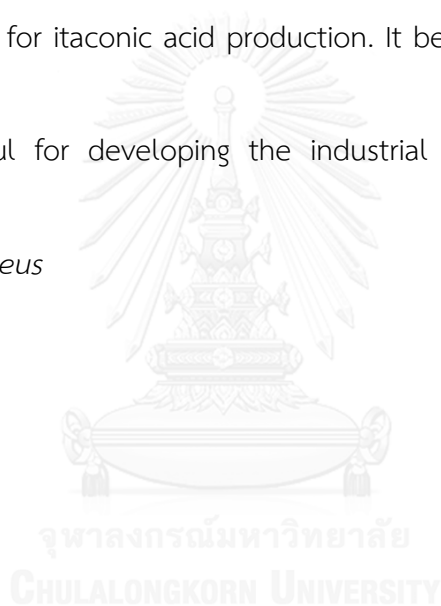 for itaconic acid production. It be
ul for developing the industrial
eus
จุฬาลงกรณ์มหาวิทยาลัย
CHULALONGKORN UNIVERSITY